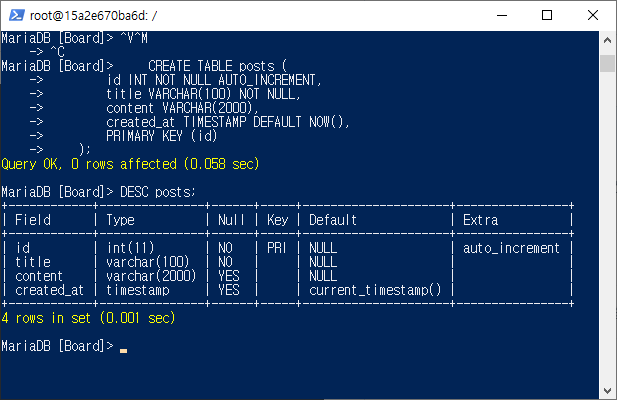 root@15a2e670ba6d: /
MariaDB [Board]> ^V^M
    -> ^C
MariaDB [Board]>     CREATE TABLE posts (
    ->         id INT NOT NULL AUTO_INCREMENT,
    ->         title VARCHAR(100) NOT NULL,
    ->         content VARCHAR(2000),
    ->         created_at TIMESTAMP DEFAULT NOW(),
    ->         PRIMARY KEY (id)
    ->     );
Query OK, 0 rows affected (0.058 sec)
MariaDB [Board]> DESC posts;
+------------+---------------+------+-----+---------------------+----------------+
| Field      | Type          | Null | Key | Default             | Extra          |
+------------+---------------+------+-----+---------------------+----------------+
| id         | int(11)       | NO   | PRI | NULL                | auto_increment |
| title      | varchar(100)  | NO   |     | NULL                |                |
| content    | varchar(2000) | YES  |     | NULL                |                |
| created_at | timestamp     | YES  |     | current_timestamp() |                |
+------------+---------------+------+-----+---------------------+----------------+
4 rows in set (0.001 sec)
MariaDB [Board]>